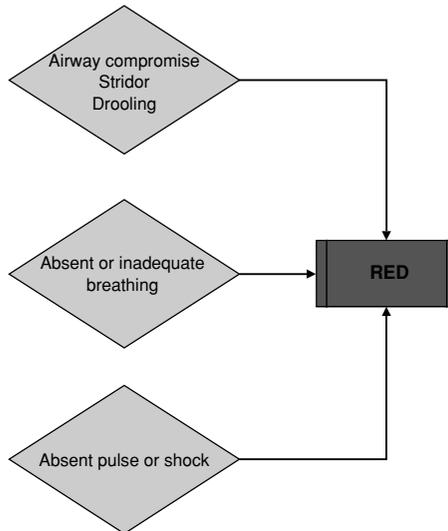 Airway compromise
Stridor
Drooling
Absent or inadequate
breathing
RED
Absent pulse or shock